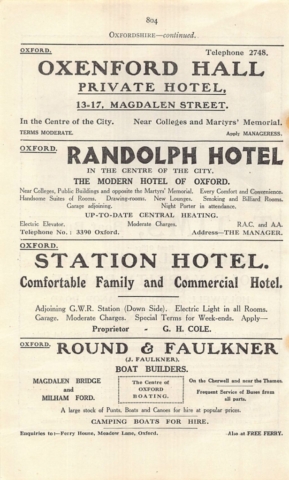 804
OXFORDSHIRE—continued.
OXFORD. Telephone 2748.
OXENFORD HALL
PRIVATE HOTEL,
13-17, MAGDALEN STREET.
In the Centre of the City. Near Colleges and Martyrs' Memorial.
TERMS MODERATE. Apply MANAGERESS.
OXFORD. RANDOLPH HOTEL
IN THE CENTRE OF THE CITY.
THE MODERN HOTEL OF OXFORD.
Near Colleges, Public Buildings and opposite the Martyrs' Memorial. Every Comfort and Convenience.
Handsome Suites of Rooms. Drawing-rooms. New Lounges. Smoking and Billiard Rooms.
Garage adjoining. Night Porter in attendance.
UP-TO-DATE CENTRAL HEATING.
Electric Elevator. Moderate Charges. R.A.C. and A.A.
Telephone No.: 3390 Oxford. Address—THE MANAGER.
OXFORD.
STATION HOTEL.
Comfortable Family and Commercial Hotel.
Adjoining G.W.R. Station (Down Side). Electric Light in all Rooms.
Garage. Moderate Charges. Special Terms for Week-ends. Apply—
Proprietor - G. H. COLE.
OXFORD. ROUND & FAULKNER
(J. FAULKNER).
BOAT BUILDERS.
MAGDALEN BRIDGE
and
MILHAM FORD.
The Centre of
OXFORD
BOATING.
On the Cherwell and near the Thames.
Frequent Service of Buses from
all parts.
A large stock of Punts, Boats and Canoes for hire at popular prices.
CAMPING BOATS FOR HIRE.
Enquiries to:—Ferry House, Meadow Lane, Oxford. Also at FREE FERRY.